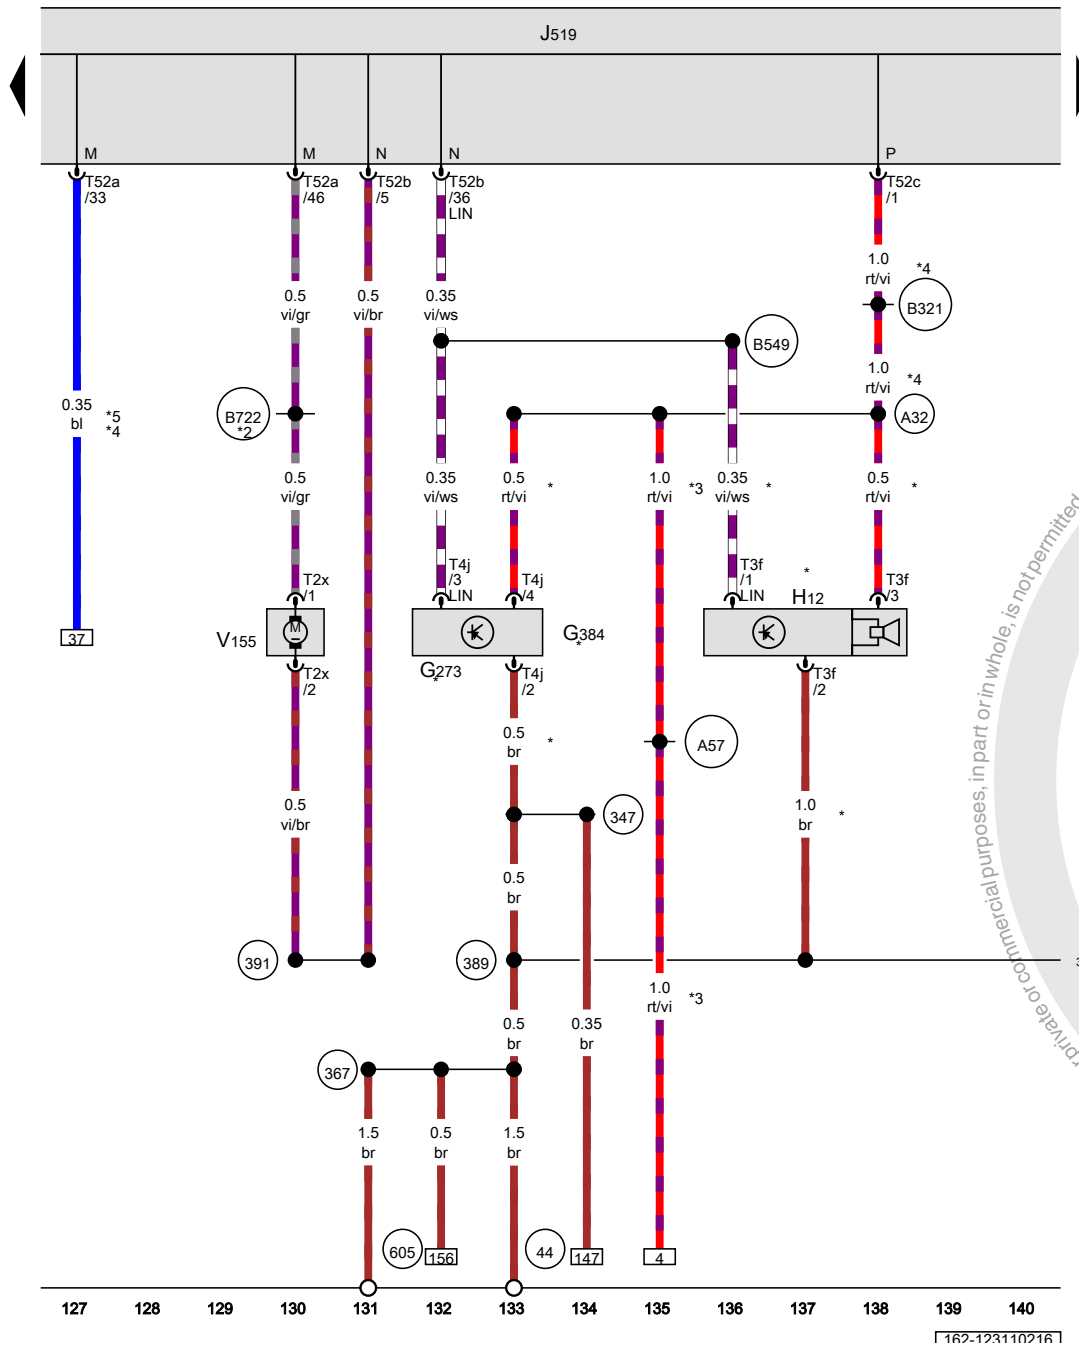 J519
M
M
N
N
P
T52a
/33
T52a
/46
T52b
/5
T52b
/36
LIN
T52c
/1
1.0
rt/vi
*4
B321
0.5
vi/gr
0.5
vi/br
0.35
vi/ws
B549
1.0
rt/vi
*4
0.35
bl
*5
*4
B722
*2
A32
0.5
vi/gr
0.35
vi/ws
0.5
rt/vi
*
1.0
rt/vi
*3
0.35
vi/ws
*
0.5
rt/vi
*
T2x
/1
T4j
/3
LIN
T4j
/4
T3f
/1
LIN
*
H12
T3f
/3
37
V155
M
G384
*
G273
*
T2x
/2
T4j
/2
T3f
/2
0.5
br
*
A57
0.5
vi/br
347
1.0
br
*
0.5
br
391
389
1.0
rt/vi
*3
0.5
br
0.35
br
367
1.5
br
0.5
br
1.5
br
605
156
44
147
4
127 128 129 130 131 132 133 134 135 136 137 138 139 140
162-123110216
private or commercial purposes, in part or in whole, is not permitted